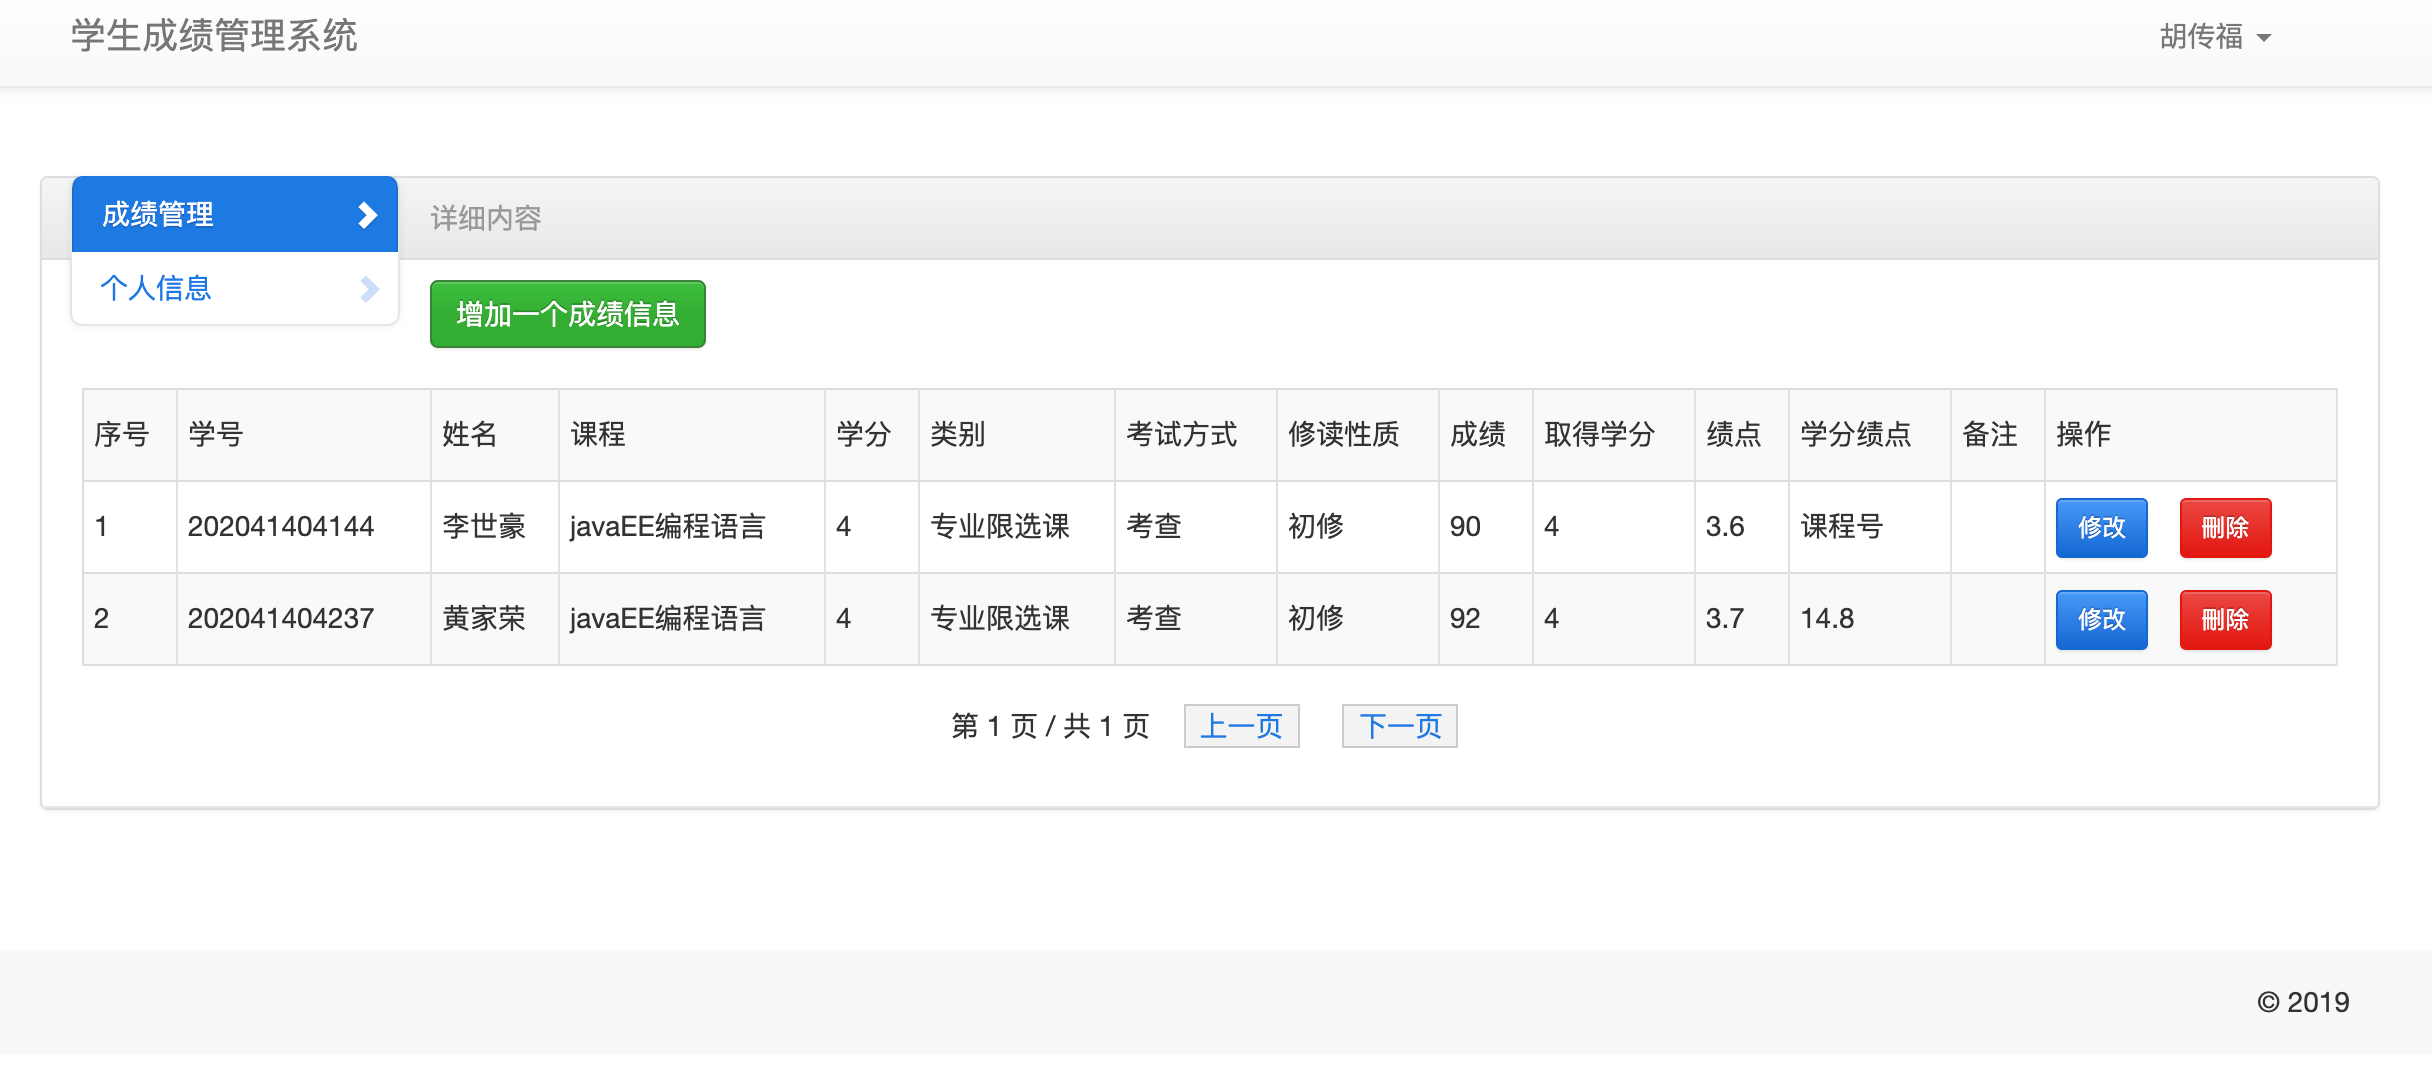 学生成绩管理系统 胡传福
成绩管理 详细内容
个人信息
增加一个成绩信息
序号 学号 姓名 课程 学分 类别 考试方式 修读性质 成绩 取得学分 绩点 学分绩点 备注 操作
1 202041404144 李世豪 javaEE编程语言 4 专业限选课 考查 初修 90 4 3.6 课程号 修改 删除
2 202041404237 黄家荣 javaEE编程语言 4 专业限选课 考查 初修 92 4 3.7 14.8 修改 删除
第 1 页 / 共 1 页 上一页 下一页
© 2019